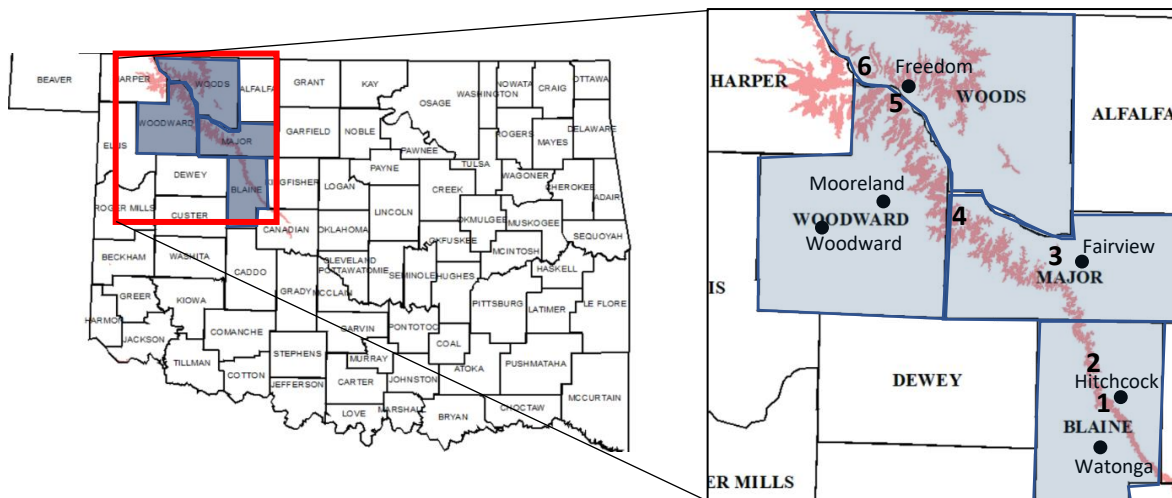 BEAVER
HARPER
WOODS
ALFALFA
GRANT
KAY
OSAGE
WASHINGTON
NOWATA
CRAIG
OTTAWA
ELLIS
WOODWARD
MAJOR
GARFIELD
NOBLE
PAWNEE
ROGERS
MAYES
DELAWARE
DEWEY
BLAINE
KINGFISHER
LOGAN
PAYNE
TULSA
WAGONER
CHEROKEE
ADAIR
ROGER MILLS
CUSTER
CANADIAN
OKLAHOMA
LINCOLN
CREEK
OKMULGEE
MUSKOGEE
OKFUSKEE
MCINTOSH
SEQUOYAH
BECKHAM
WASHITA
CADDO
CLEVELAND
POTTAWATOMIE
SEMINOLE
HUGHES
HASKELL
GREER
KIOWA
GRADY
MCCLAIN
PITTSBURG
LATIMER
LE FLORE
HARMON
JACKSON
COMANCHE
GARVIN
PONTOTOC
COAL
TILLMAN
COTTON
STEPHENS
MURRAY
ATOKA
PUSHMATAHA
JEFFERSON
CARTER
JOHNSTON
MCCURTAIN
LOVE
MARSHALL
BRYAN
CHOCTAW
6
Freedom
HARPER
5
WOODS
ALFALFA
Mooreland
WOODWARD
4
Woodward
3
Fairview
MAJOR
IS
2
DEWEY
Hitchcock
1
BLAINE
Watonga
ER MILLS